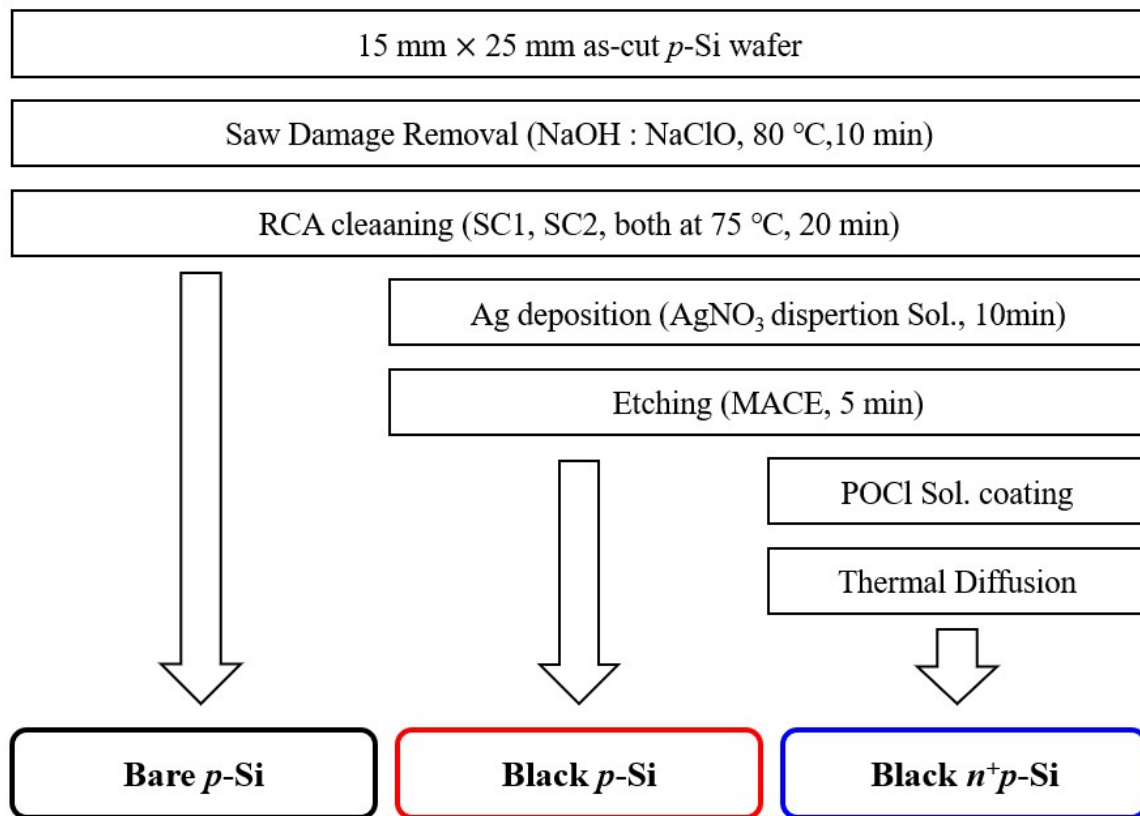 15 mm × 25 mm as-cut p-Si wafer
Saw Damage Removal (NaOH : NaClO, 80 °C,10 min)
RCA cleaaning (SC1, SC2, both at 75 °C, 20 min)
Ag deposition (AgNO₃ dispertion Sol., 10min)
Etching (MACE, 5 min)
POCl Sol. coating
Thermal Diffusion
Bare p-Si
Black p-Si
Black n⁺p-Si